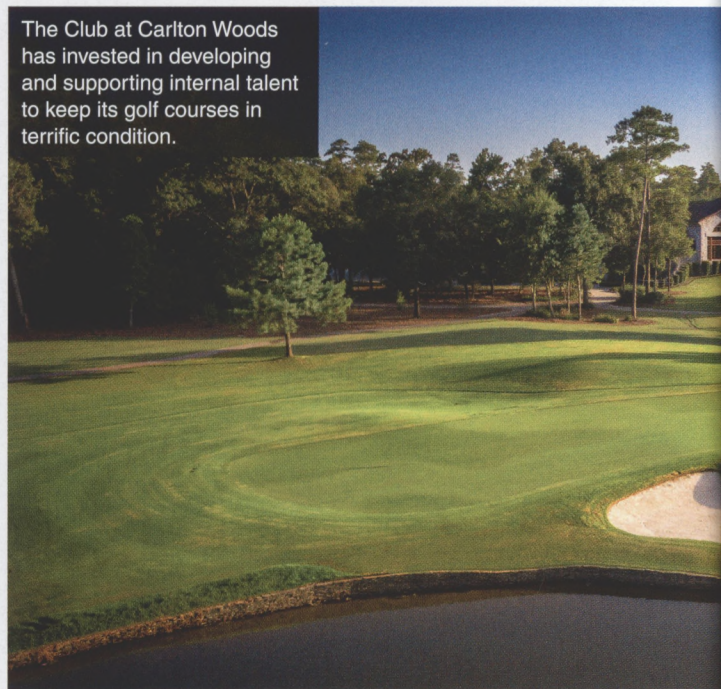 The Club at Carlton Woods
has invested in developing
and supporting internal talent
to keep its golf courses in
terrific condition.